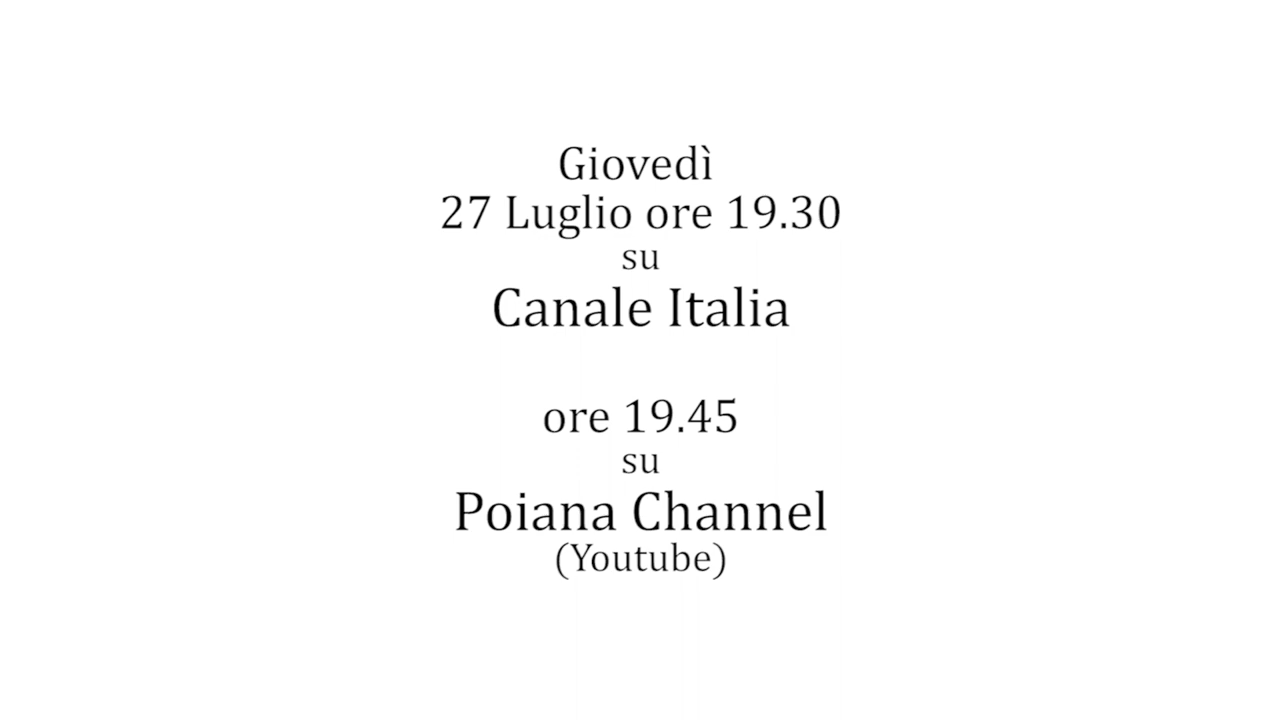 Giovedì
27 Luglio ore 19.30
su
Canale Italia
ore 19.45
su
Poiana Channel
(Youtube)